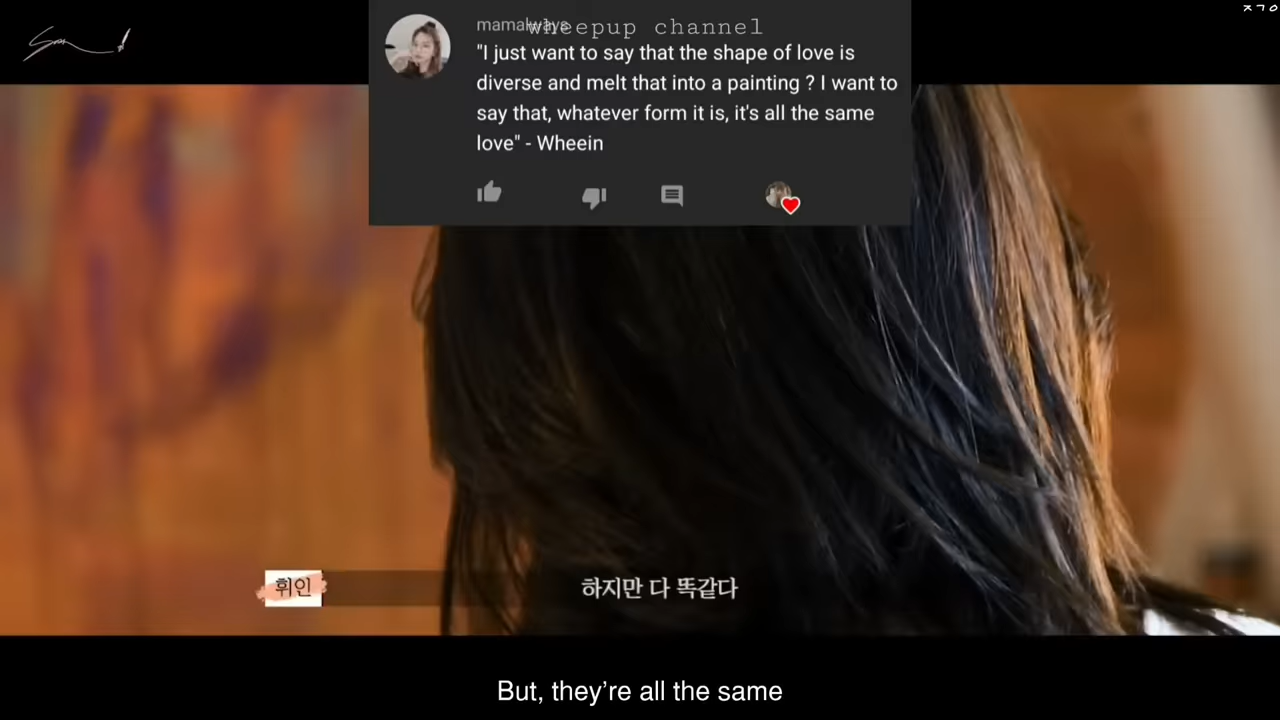 wheepup channel
"I just want to say that the shape of love is
diverse and melt that into a painting ? I want to
say that, whatever form it is, it's all the same
love" - Wheein
휘인
하지만 다 똑같다
But, they’re all the same